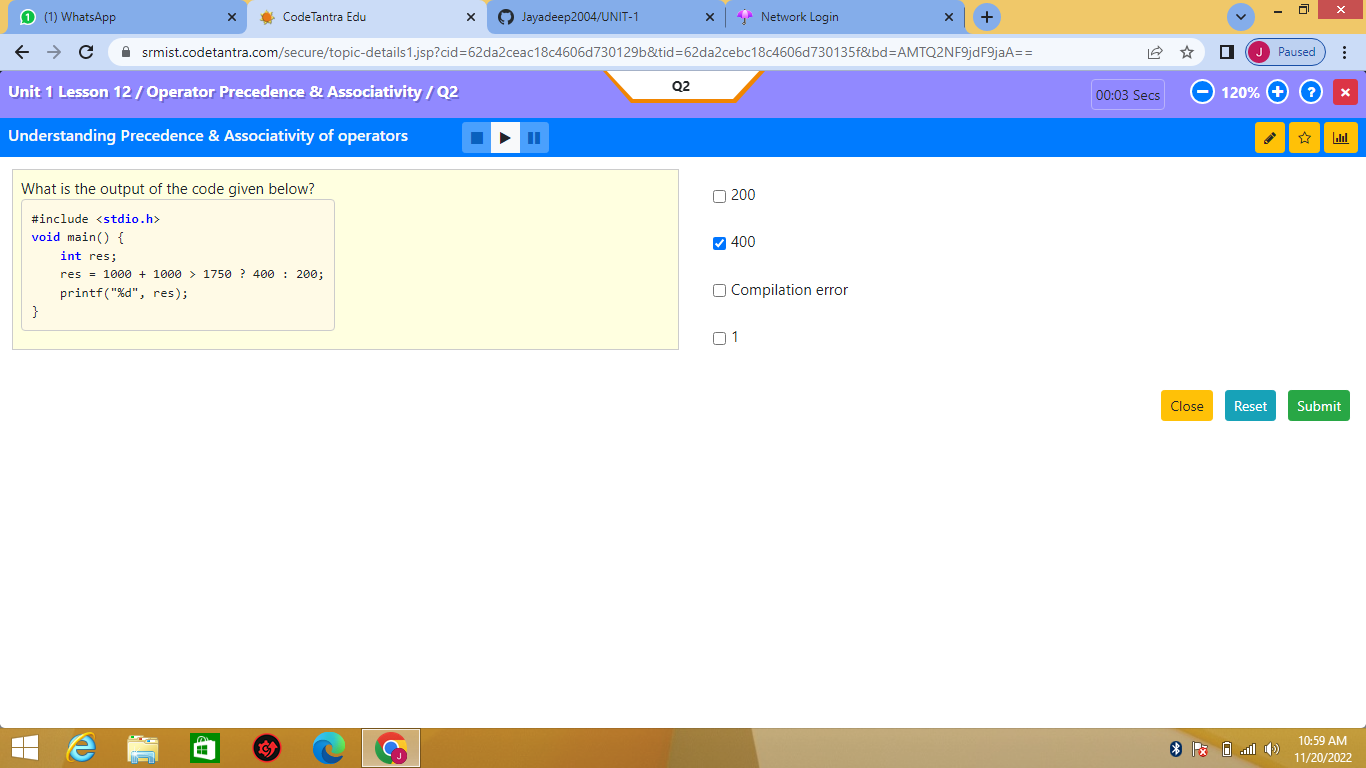 (1) WhatsApp
CodeTantra Edu
Jayadeep2004/UNIT-1
Network Login
srmist.codetantra.com/secure/topic-details1.jsp?cid=62da2ceac18c4606d730129b&tid=62da2cebc18c4606d730135f&bd=AMTQ2NF9jdF9jaA==
J Paused
Unit 1 Lesson 12 / Operator Precedence & Associativity / Q2
Q2
00:03 Secs
120%
Understanding Precedence & Associativity of operators
What is the output of the code given below?
#include <stdio.h>
void main() {
int res;
res = 1000 + 1000 > 1750 ? 400 : 200;
printf("%d", res);
}
200
400
Compilation error
1
Close
Reset
Submit
10:59 AM
11/20/2022